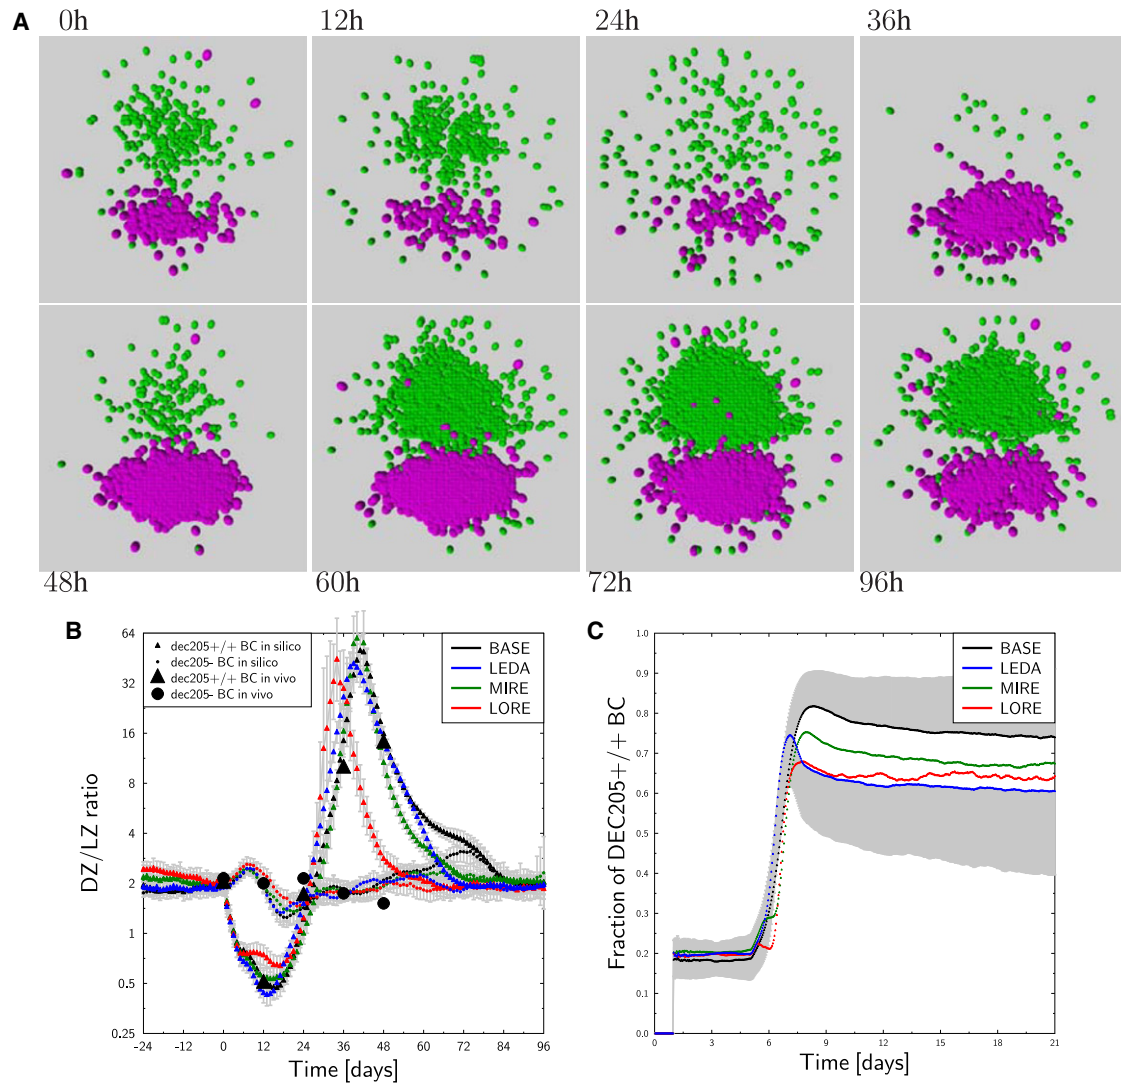 A
0h
12h
24h
36h
48h
60h
72h
96h
B
64
32
16
8
4
2
1
0.5
0.25
DZ/LZ ratio
dec205+/+ BC in silico
dec205- BC in silico
dec205+/+ BC in vivo
dec205- BC in vivo
BASE
LEDA
MIRE
LORE
-24
-12
0
12
24
36
48
60
72
84
96
Time [days]
C
1.0
0.9
0.8
0.7
0.6
0.5
0.4
0.3
0.2
0.1
0.0
Fraction of DEC205+/+ BC
BASE
LEDA
MIRE
LORE
0
3
6
9
12
15
18
21
Time [days]